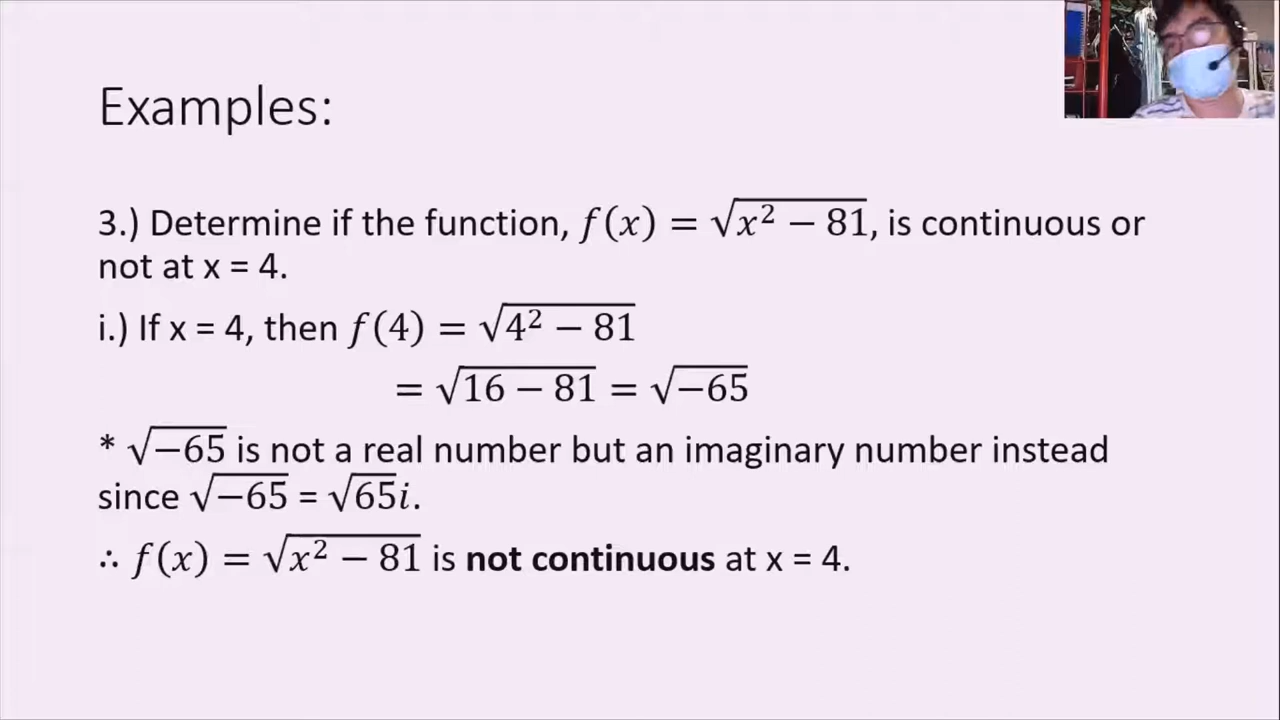 Examples:
3.) Determine if the function, f(x) = √(x² − 81), is continuous or
not at x = 4.
i.) If x = 4, then f(4) = √(4² − 81)
= √(16 − 81) = √(−65)
* √(−65) is not a real number but an imaginary number instead
since √(−65) = √65i.
∴ f(x) = √(x² − 81) is not continuous at x = 4.